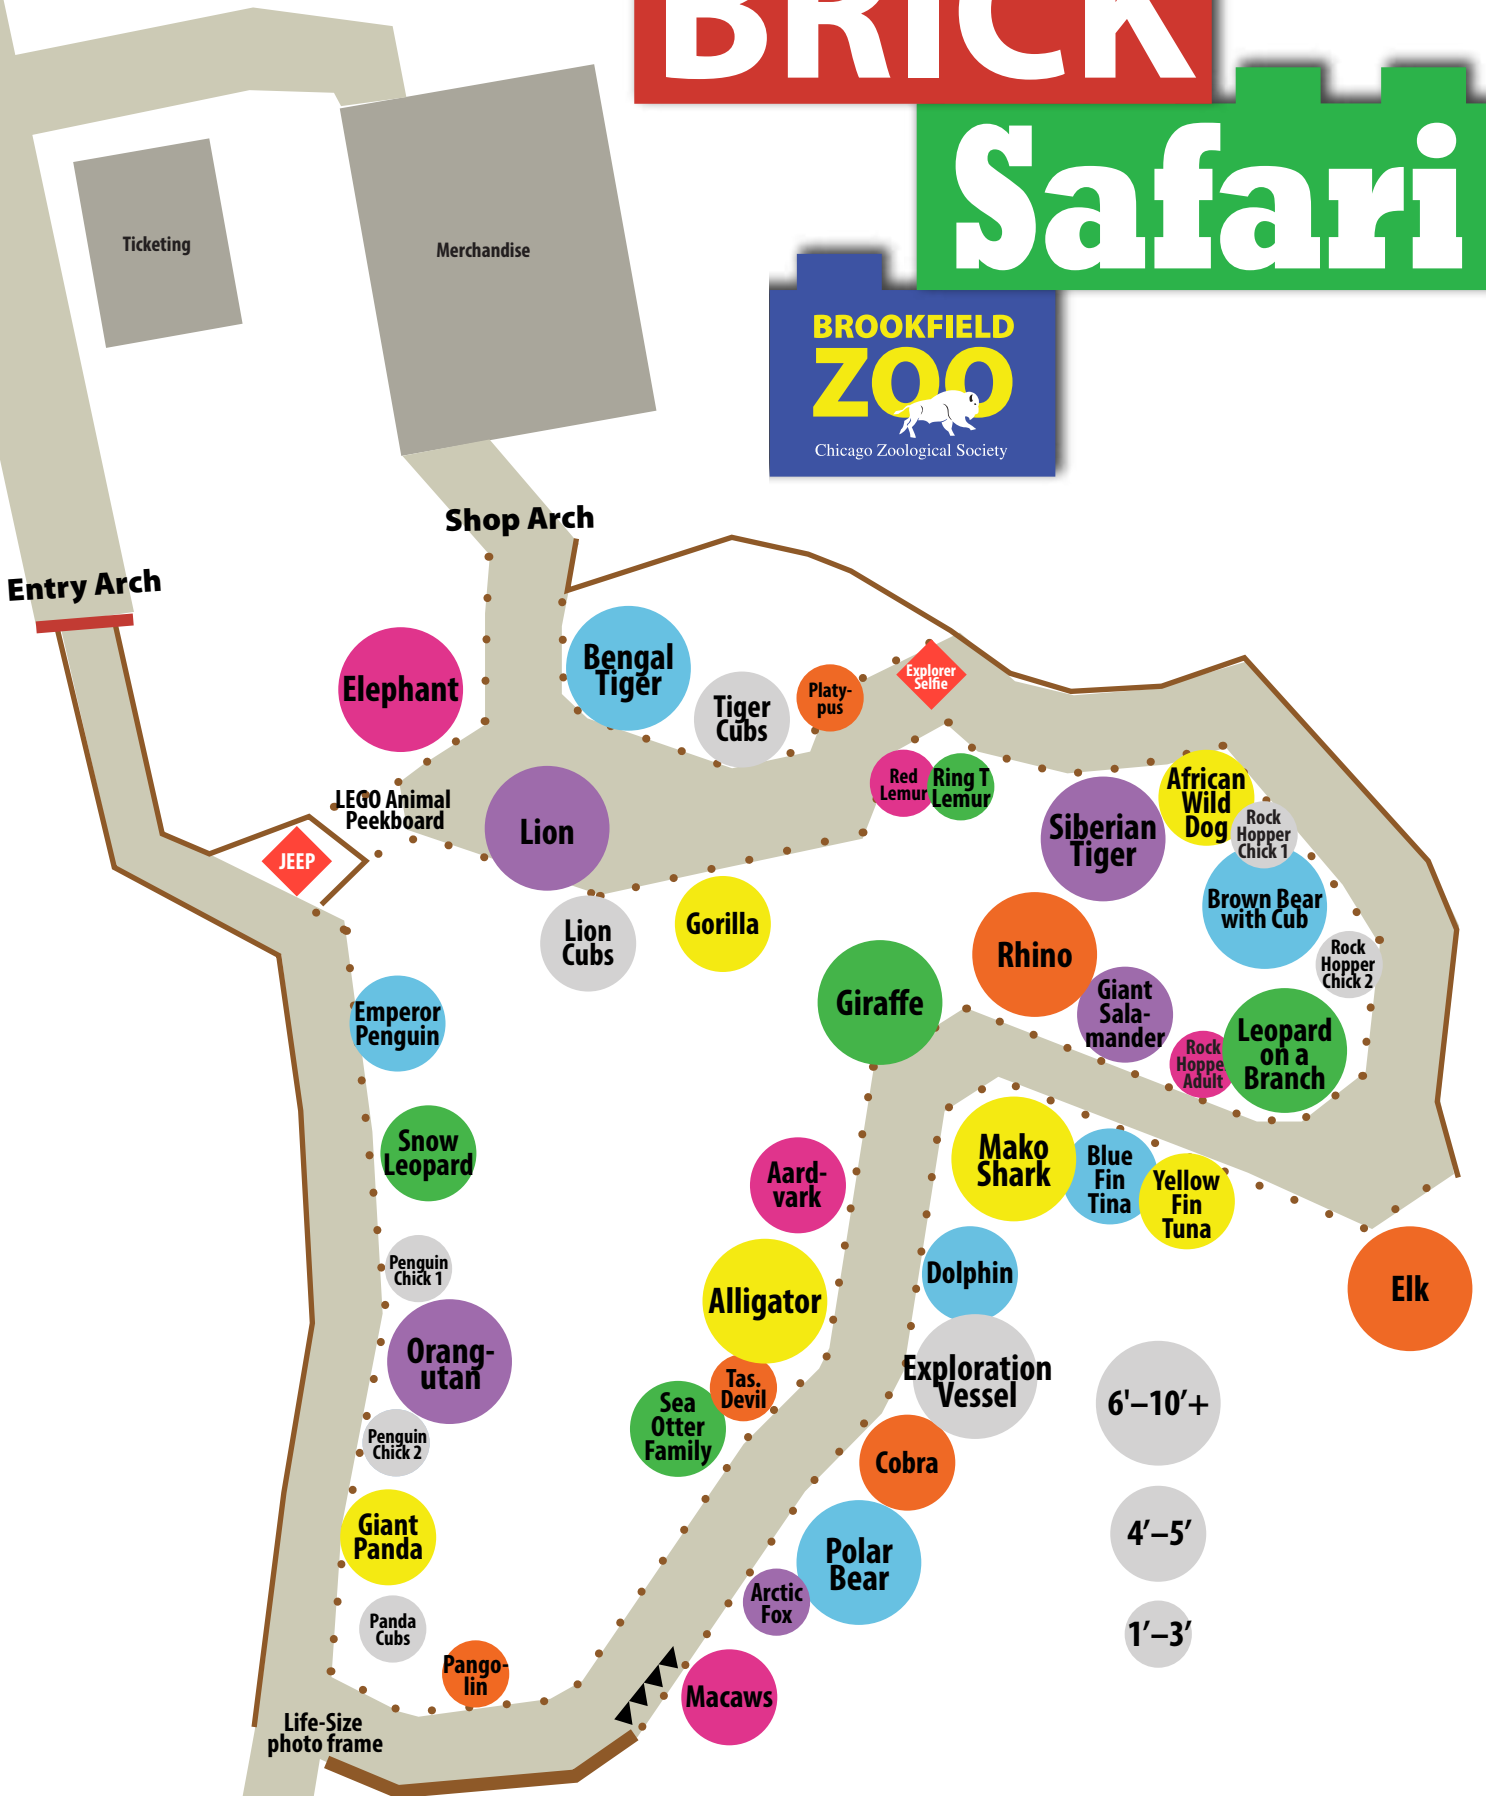 BRICK
Safari
Ticketing
Merchandise
BROOKFIELD
ZOO
Chicago Zoological Society
Shop Arch
Entry Arch
Elephant
Bengal
Tiger
Tiger
Cubs
Platy-
pus
Explorer
Selfie
LEGO Animal
Peekboard
JEEP
Lion
Red
Lemur
Ring T
Lemur
Siberian
Tiger
African
Wild
Dog
Rock
Hopper
Chick 1
Brown Bear
with Cub
Rock
Hopper
Chick 2
Lion
Cubs
Gorilla
Giraffe
Rhino
Giant
Sala-
mander
Rock
Hoppe
Adult
Leopard
on a
Branch
Emperor
Penguin
Snow
Leopard
Aard-
vark
Mako
Shark
Blue
Fin
Tina
Yellow
Fin
Tuna
Penguin
Chick 1
Alligator
Dolphin
Elk
Orang-
utan
Tas.
Devil
Sea
Otter
Family
Exploration
Vessel
6'–10'+
Penguin
Chick 2
Cobra
4'–5'
Giant
Panda
Polar
Bear
Arctic
Fox
Panda
Cubs
1'–3'
Pango-
lin
Macaws
Life-Size
photo frame